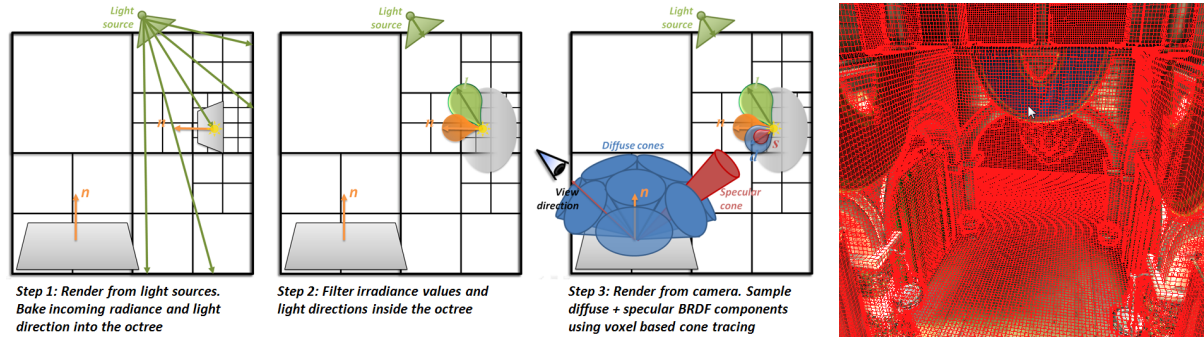 Light
source
n
n
Step 1: Render from light sources.
Bake incoming radiance and light
direction into the octree
Light
source
l
n
n
Step 2: Filter irradiance values and
light directions inside the octree
Light
source
l
n
s
d
Diffuse cones
View
direction
n
Specular
cone
Step 3: Render from camera. Sample
diffuse + specular BRDF components
using voxel based cone tracing